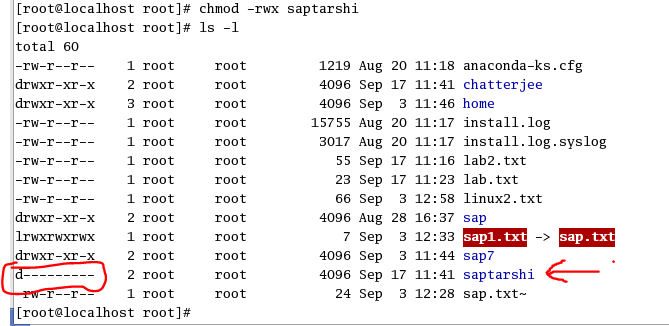 [root@localhost root]# chmod -rwx saptarshi
[root@localhost root]# ls -l
total 60
-rw-r--r-- 1 root root 1219 Aug 20 11:18 anaconda-ks.cfg
drwxr-xr-x 2 root root 4096 Sep 17 11:41 chatterjee
drwxr-xr-x 3 root root 4096 Sep 3 11:46 home
-rw-r--r-- 1 root root 15755 Aug 20 11:17 install.log
-rw-r--r-- 1 root root 3017 Aug 20 11:17 install.log.syslog
-rw-r--r-- 1 root root 55 Sep 17 11:16 lab2.txt
-rw-r--r-- 1 root root 23 Sep 17 11:23 lab.txt
-rw-r--r-- 1 root root 66 Sep 3 12:58 linux2.txt
drwxr-xr-x 2 root root 4096 Aug 28 16:37 sap
lrwxrwxrwx 1 root root 7 Sep 3 12:33 sap1.txt -> sap.txt
drwxr-xr-x 2 root root 4096 Sep 3 11:44 sap7
d--------- 2 root root 4096 Sep 17 11:41 saptarshi
-rw-r--r-- 1 root root 24 Sep 3 12:28 sap.txt~
[root@localhost root]#